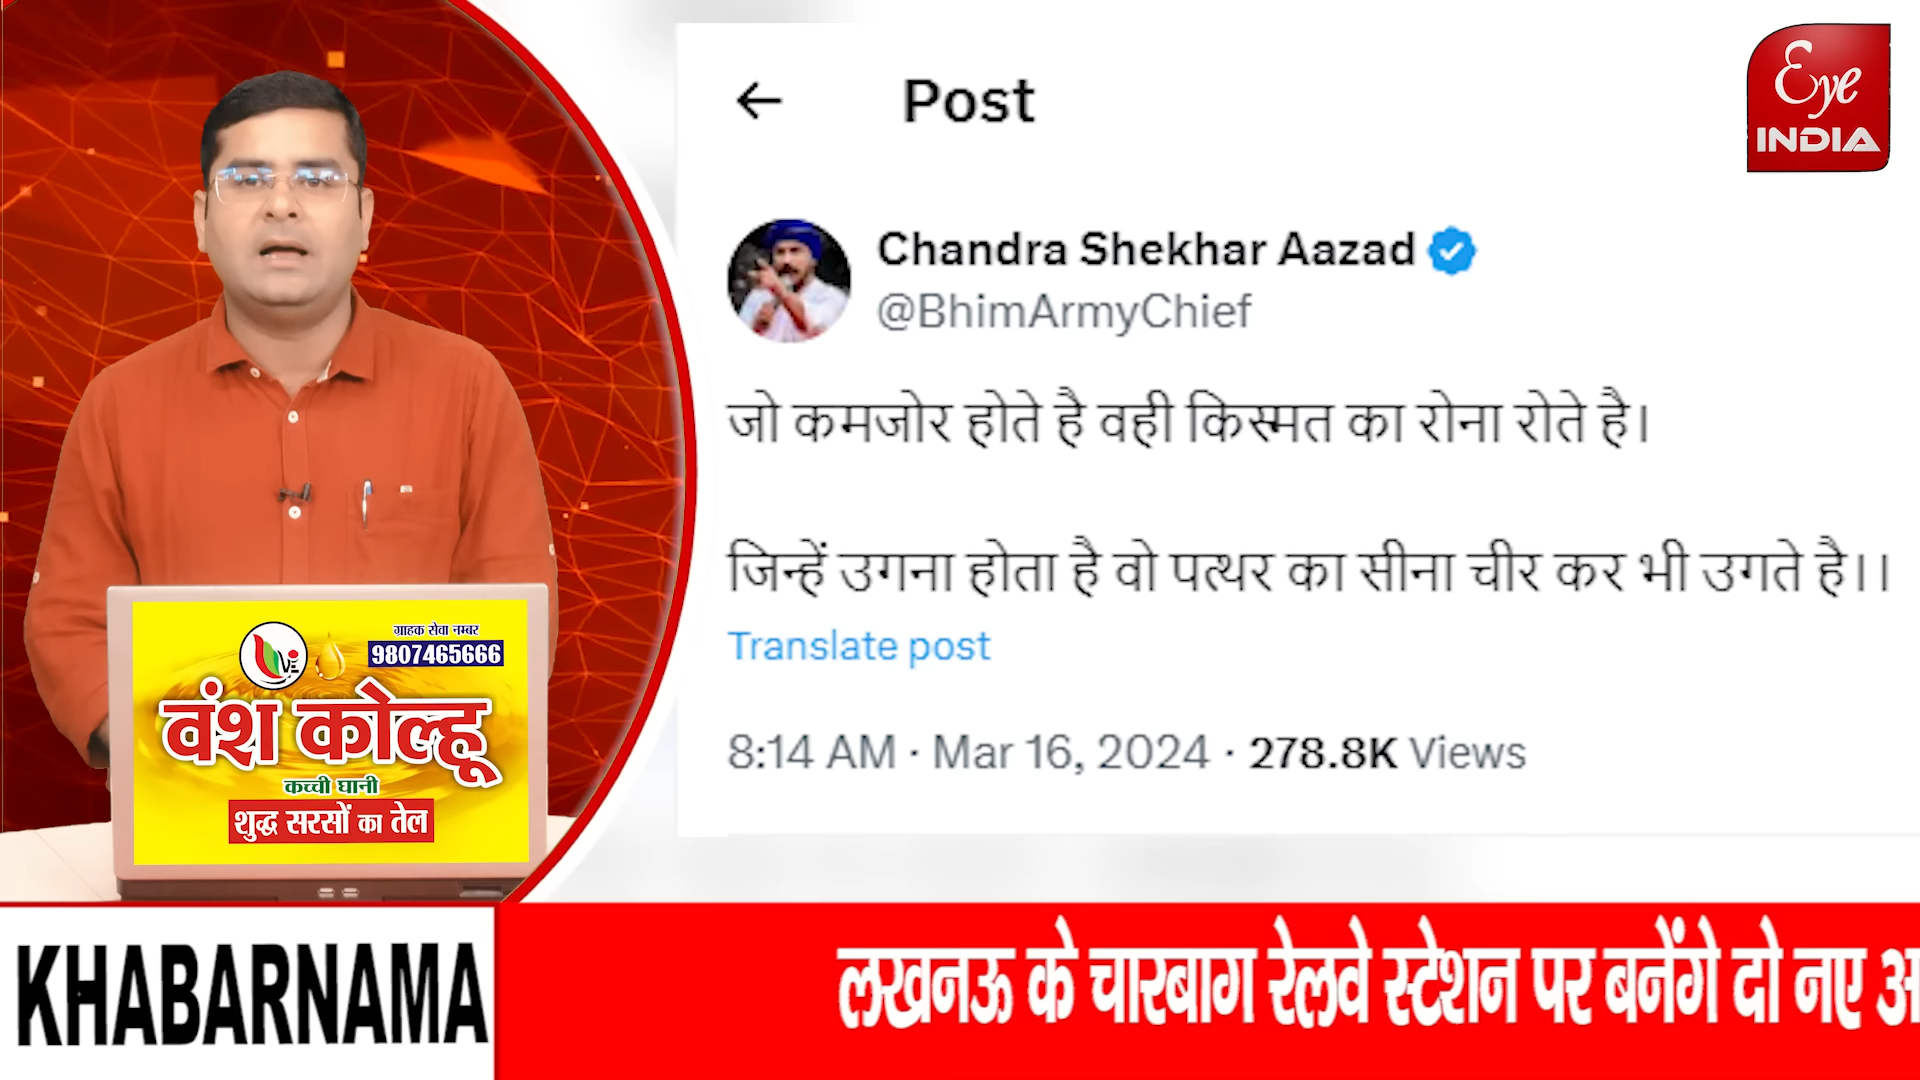 Post
Eye
INDIA
Chandra Shekhar Aazad
@BhimArmyChief
जो कमजोर होते है वही किस्मत का रोना रोते है।
जिन्हें उगना होता है वो पत्थर का सीना चीर कर भी उगते है।।
Translate post
8:14 AM · Mar 16, 2024 · 278.8K Views
ग्राहक सेवा नम्बर
9807465666
वंश कोल्हू
कच्ची घानी
शुद्ध सरसों का तेल
KHABARNAMA
लखनऊ के चारबाग रेलवे स्टेशन पर बनेंगे दो नए